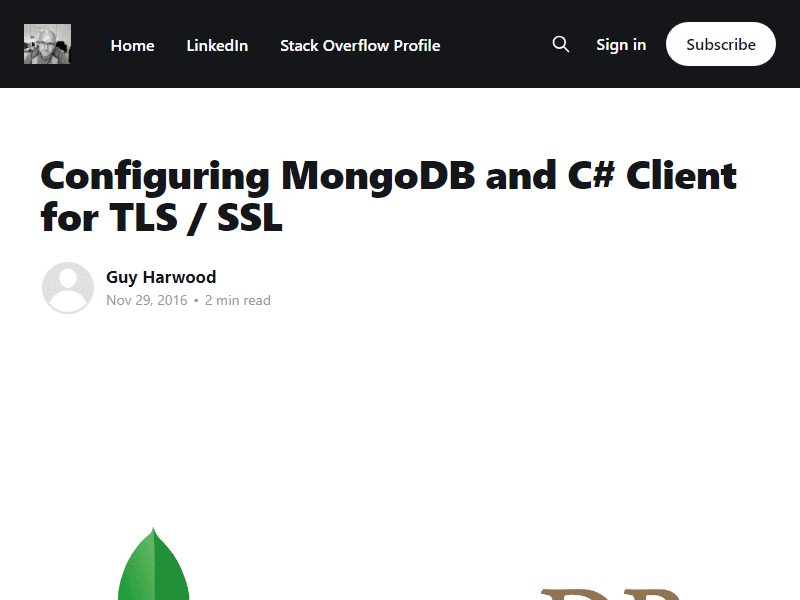 Home LinkedIn Stack Overflow Profile Sign in Subscribe
Configuring MongoDB and C# Client
for TLS / SSL
Guy Harwood
Nov 29, 2016 • 2 min read
DB